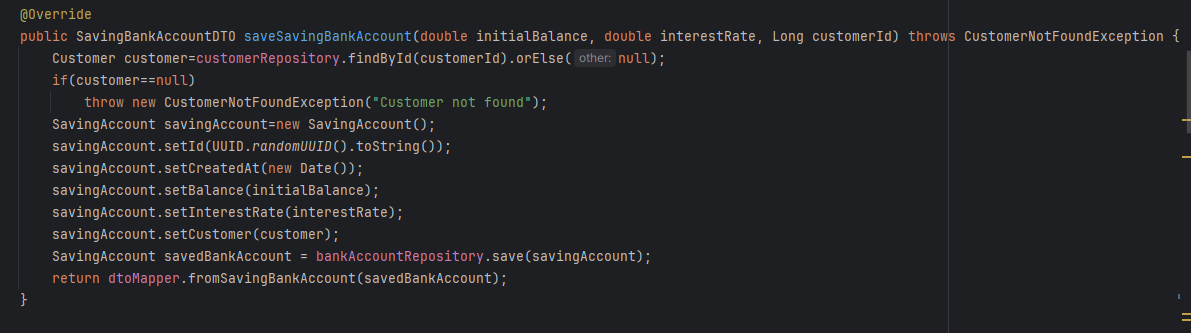 @Override
public SavingBankAccountDTO saveSavingBankAccount(double initialBalance, double interestRate, Long customerId) throws CustomerNotFoundException {
    Customer customer=customerRepository.findById(customerId).orElse( other: null);
    if(customer==null)
        throw new CustomerNotFoundException("Customer not found");
    SavingAccount savingAccount=new SavingAccount();
    savingAccount.setId(UUID.randomUUID().toString());
    savingAccount.setCreatedAt(new Date());
    savingAccount.setBalance(initialBalance);
    savingAccount.setInterestRate(interestRate);
    savingAccount.setCustomer(customer);
    SavingAccount savedBankAccount = bankAccountRepository.save(savingAccount);
    return dtoMapper.fromSavingBankAccount(savedBankAccount);
}